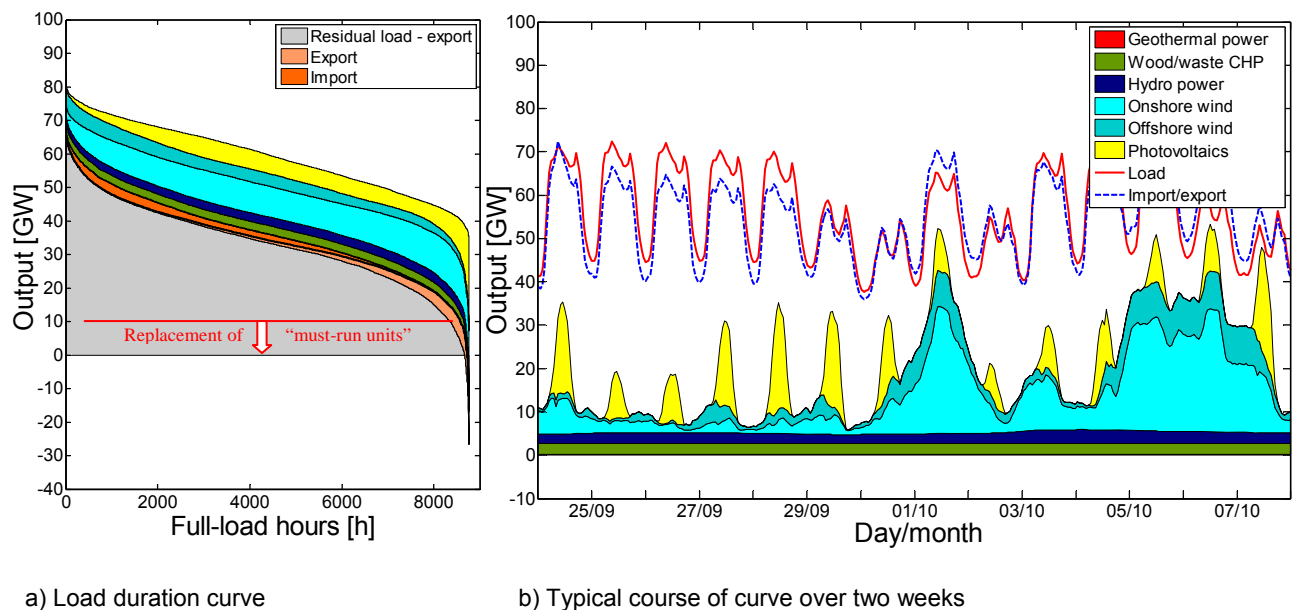 100
90
80
70
60
50
40
30
20
10
0
-10
-20
-30
-40
Output [GW]
Residual load - export
Export
Import
Replacement of “must-run units”
0 2000 4000 6000 8000
Full-load hours [h]
100
90
80
70
60
50
40
30
20
10
0
-10
Output [GW]
Geothermal power
Wood/waste CHP
Hydro power
Onshore wind
Offshore wind
Photovoltaics
Load
Import/export
25/09 27/09 29/09 01/10 03/10 05/10 07/10
Day/month
a) Load duration curve
b) Typical course of curve over two weeks